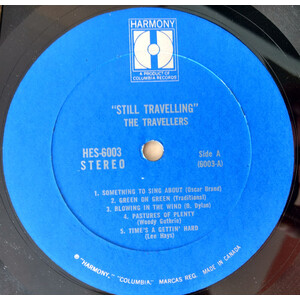 HARMONY
H
A PRODUCT OF
COLUMBIA RECORDS
"STILL TRAVELLING"
THE TRAVELLERS
HES-6003
STEREO
Side A
(6003-A)
1. SOMETHING TO SING ABOUT (Oscar Brand)
2. GREEN OH GREEN (Traditional)
3. BLOWING IN THE WIND (B. Dylan)
4. PASTURES OF PLENTY
(Woody Guthrie)
5. TIME'S A GETTIN' HARD
(Lee Hays)
® "HARMONY," "COLUMBIA," MARCAS REG. MADE IN CANADA